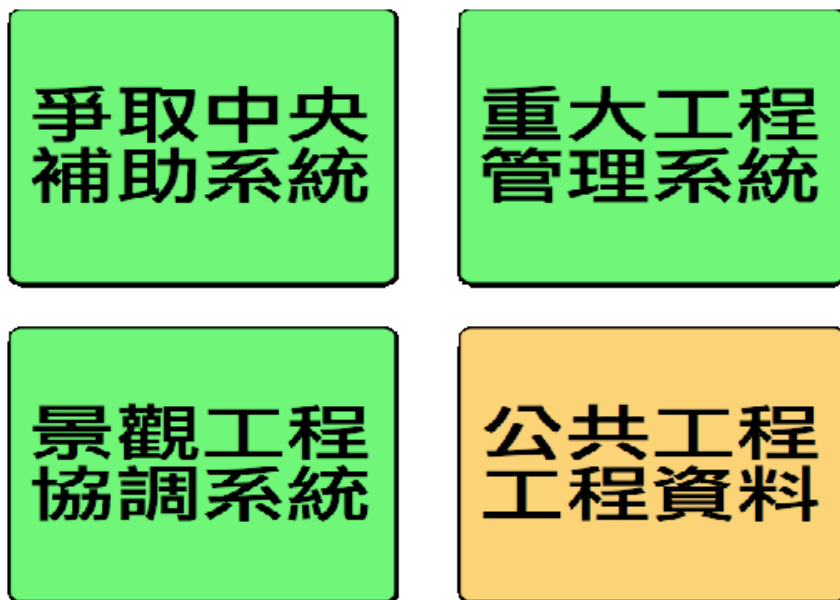 爭取中央
補助系統
重大工程
管理系統
景觀工程
協調系統
公共工程
工程資料